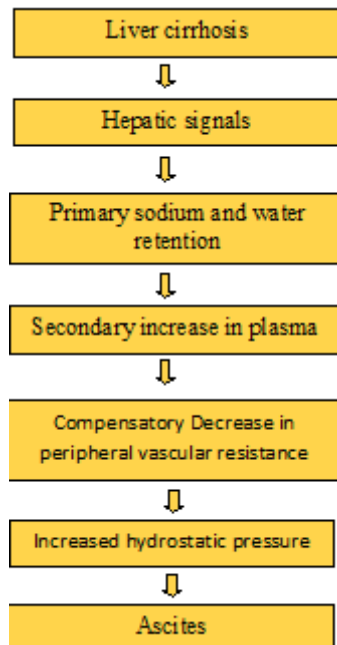 Liver cirrhosis
Hepatic signals
Primary sodium and water
retention
Secondary increase in plasma
Compensatory Decrease in
peripheral vascular resistance
Increased hydrostatic pressure
Ascites